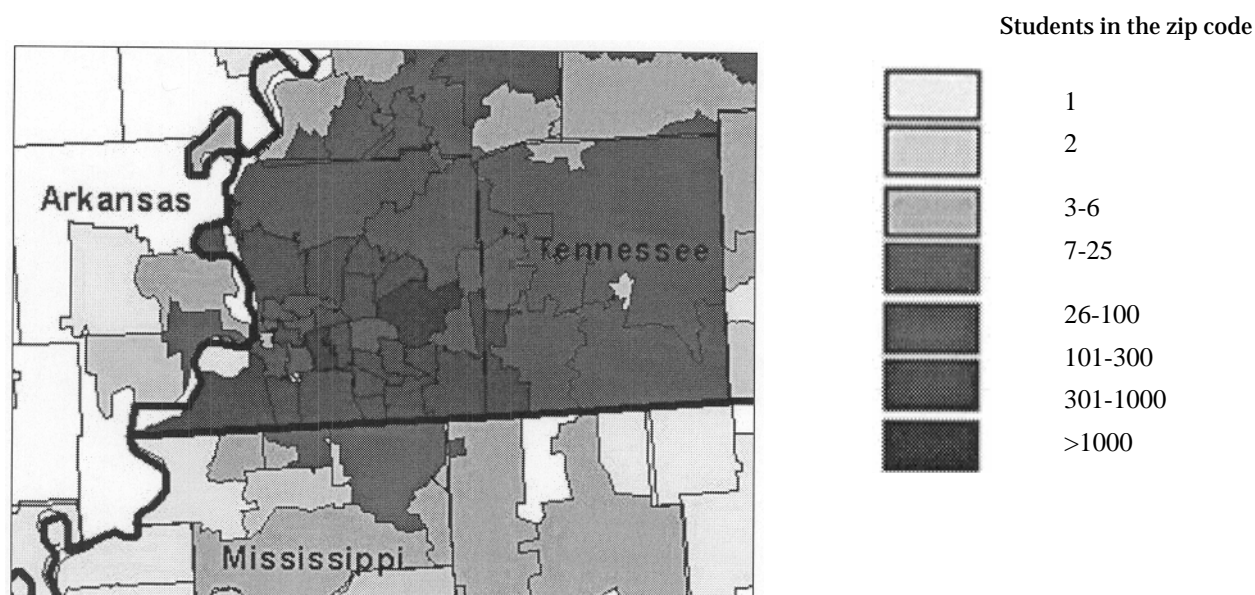 Students in the zip code
1
2
3-6
7-25
26-100
101-300
301-1000
>1000
Arkansas
Tennessee
Mississippi